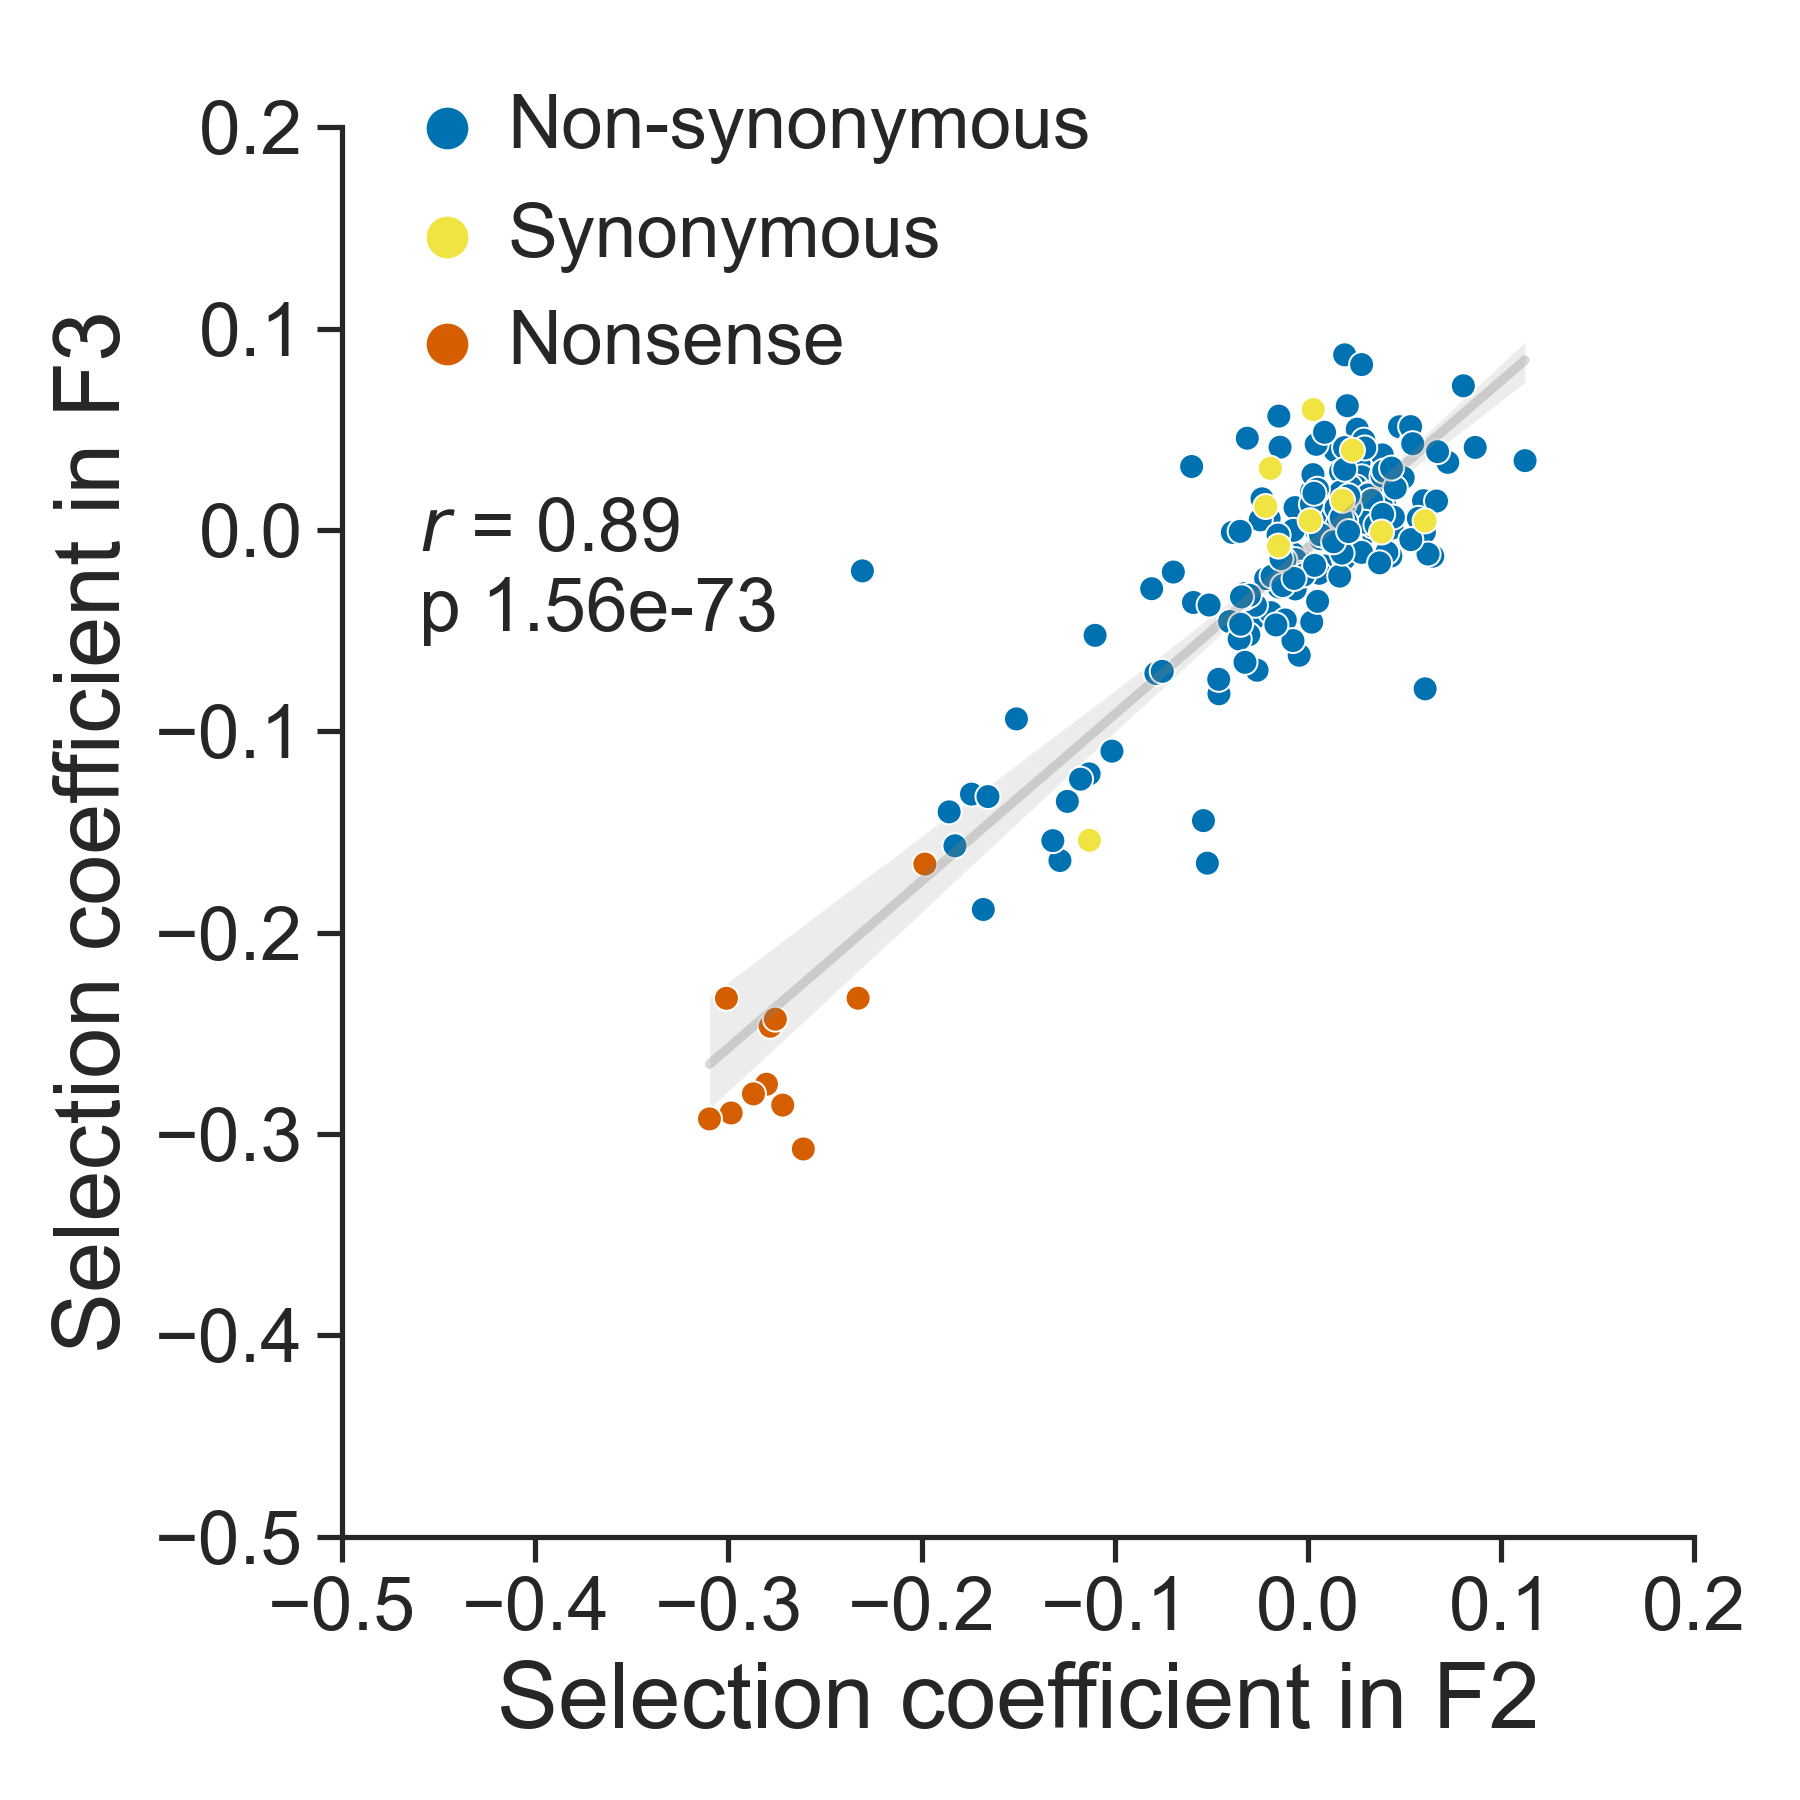 Non-synonymous
Synonymous
Nonsense
r = 0.89
p 1.56e-73
0.2
0.1
0.0
−0.1
−0.2
−0.3
−0.4
−0.5
Selection coefficient in F3
−0.5 −0.4 −0.3 −0.2 −0.1 0.0 0.1 0.2
Selection coefficient in F2